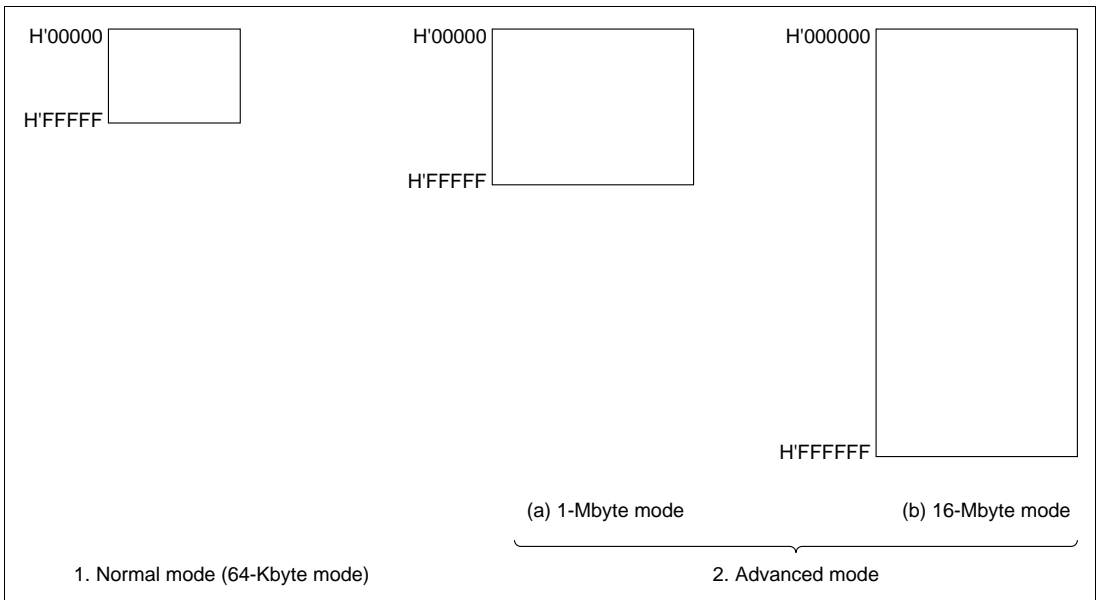 H'00000
H'FFFFF
H'00000
H'FFFFF
H'000000
H'FFFFFF
(a) 1-Mbyte mode
(b) 16-Mbyte mode
1. Normal mode (64-Kbyte mode)
2. Advanced mode